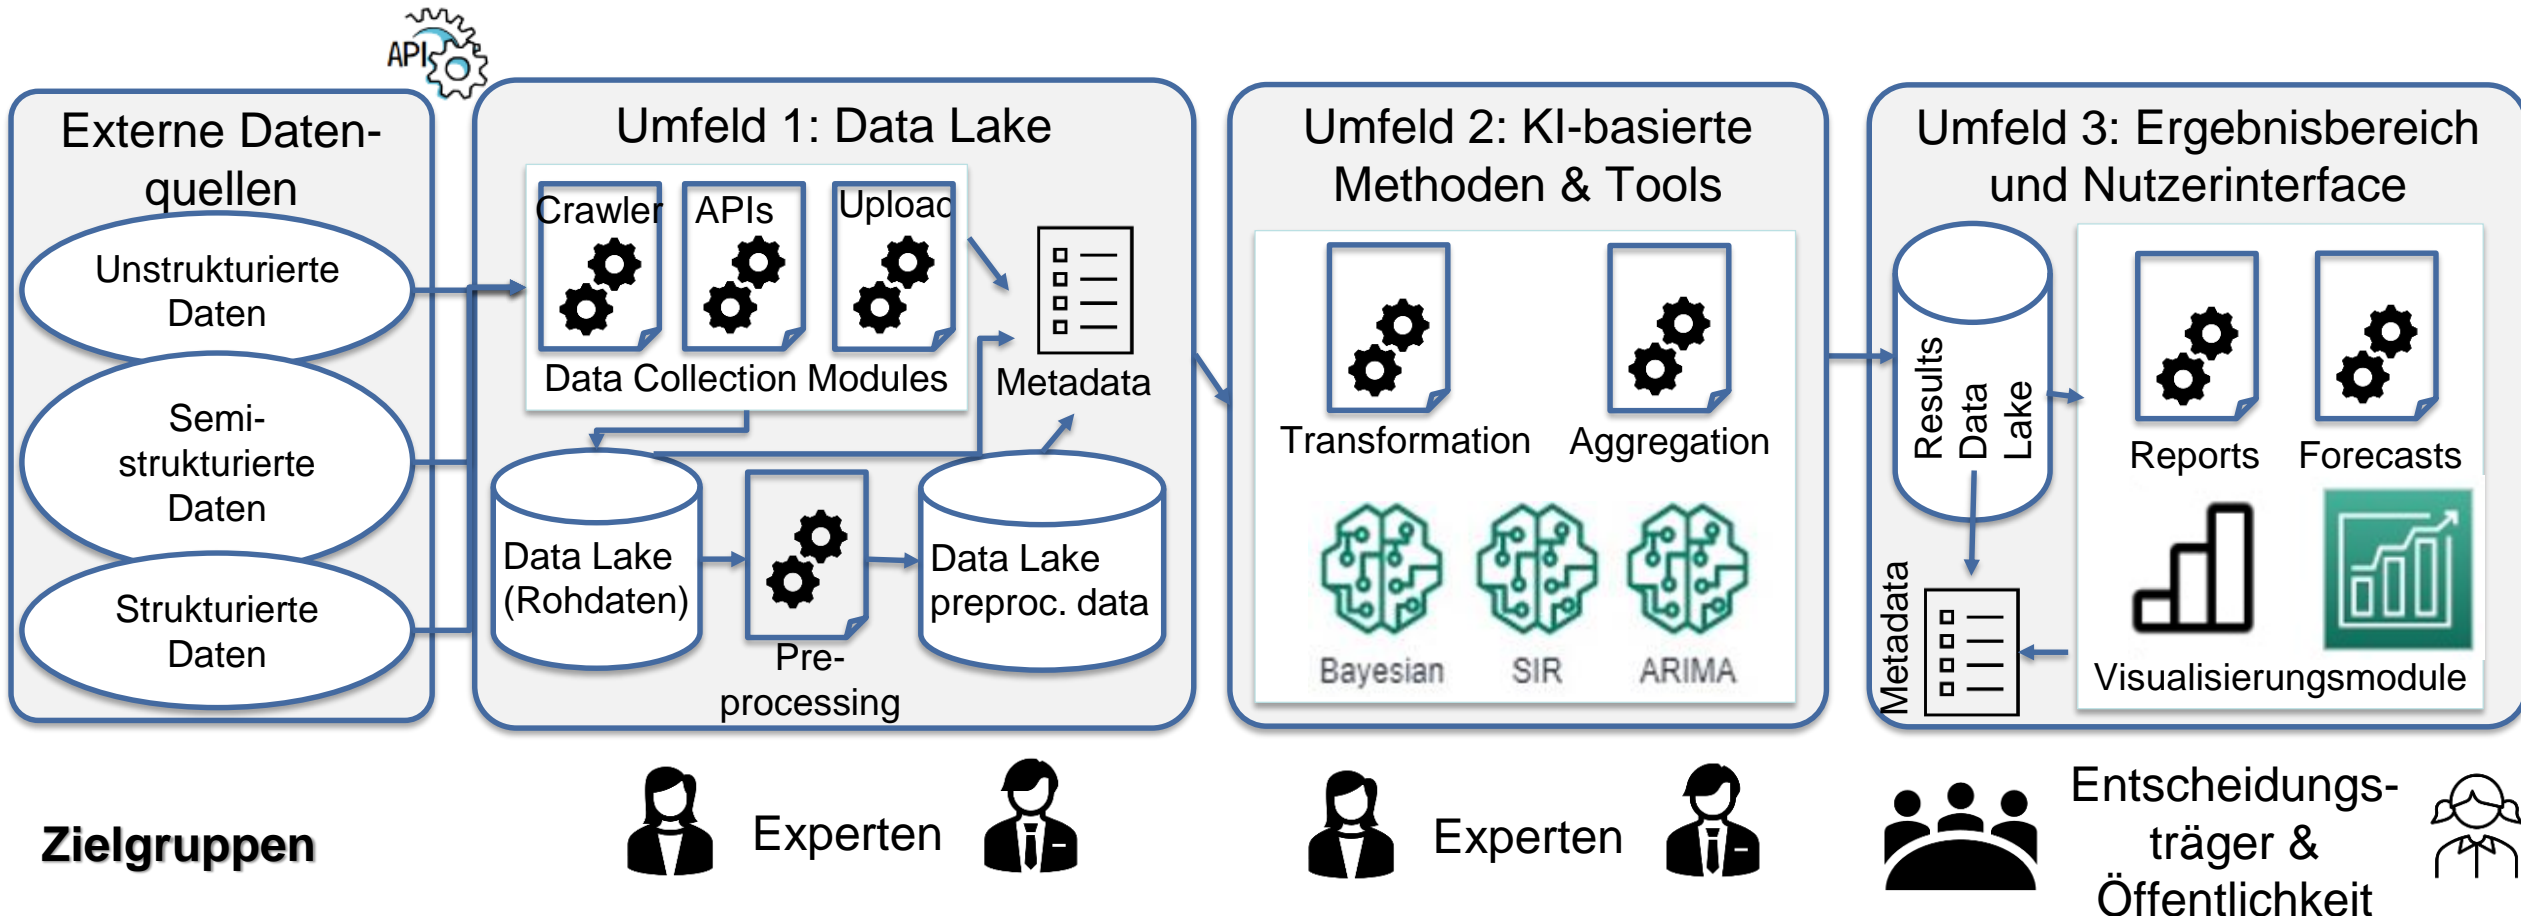 API
Externe Daten-
quellen
Unstrukturierte
Daten
Semi-
strukturierte
Daten
Strukturierte
Daten
Umfeld 1: Data Lake
Crawler
APIs
Upload
Data Collection Modules
Metadata
Data Lake
(Rohdaten)
Pre-
processing
Data Lake
preproc. data
Umfeld 2: KI-basierte
Methoden & Tools
Transformation
Aggregation
Bayesian
SIR
ARIMA
Umfeld 3: Ergebnisbereich
und Nutzerinterface
Results
Data
Lake
Reports
Forecasts
Metadata
Visualisierungsmodule
Zielgruppen
Experten
Experten
Entscheidungs-
träger &
Öffentlichkeit